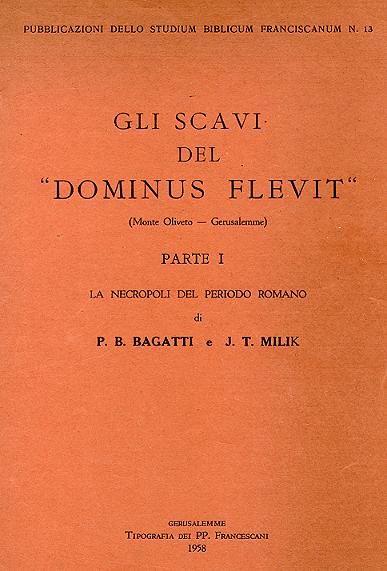 PUBBLICAZIONI DELLO STUDIUM BIBLICUM FRANCISCANUM N. 13
GLI SCAVI
DEL
"DOMINUS FLEVIT"
(Monte Oliveto — Gerusalemme)
PARTE I
LA NECROPOLI DEL PERIODO ROMANO
di
P. B. BAGATTI e J. T. MILIK
GERUSALEMME
TIPOGRAFIA DEI PP. FRANCESCANI
1958